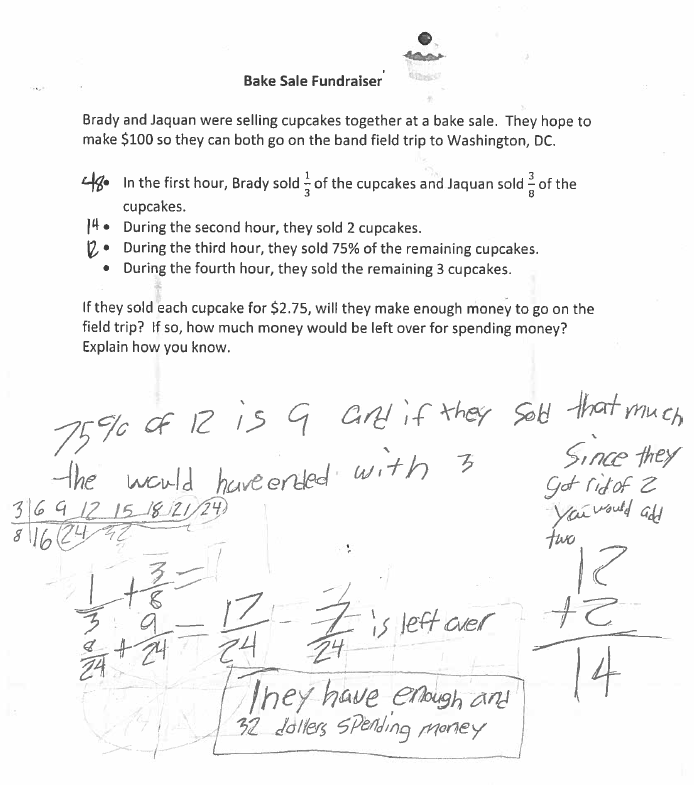 Bake Sale Fundraiser
Brady and Jaquan were selling cupcakes together at a bake sale. They hope to
make $100 so they can both go on the band field trip to Washington, DC.
48 • In the first hour, Brady sold 1/3 of the cupcakes and Jaquan sold 3/8 of the
cupcakes.
14 • During the second hour, they sold 2 cupcakes.
12 • During the third hour, they sold 75% of the remaining cupcakes.
• During the fourth hour, they sold the remaining 3 cupcakes.
If they sold each cupcake for $2.75, will they make enough money to go on the
field trip? If so, how much money would be left over for spending money?
Explain how you know.
75% of 12 is 9 and if they sold that much
the would have ended with 3
Since they
got rid of 2
you would add
two
12
+2
14
3 | 6 9 12 15 18 21 24
8 | 16 24 32
1/3 + 3/8 =
8/24 + 9/24 = 17/24 - 7/24 is left over
They have enough and
32 dollers spending money